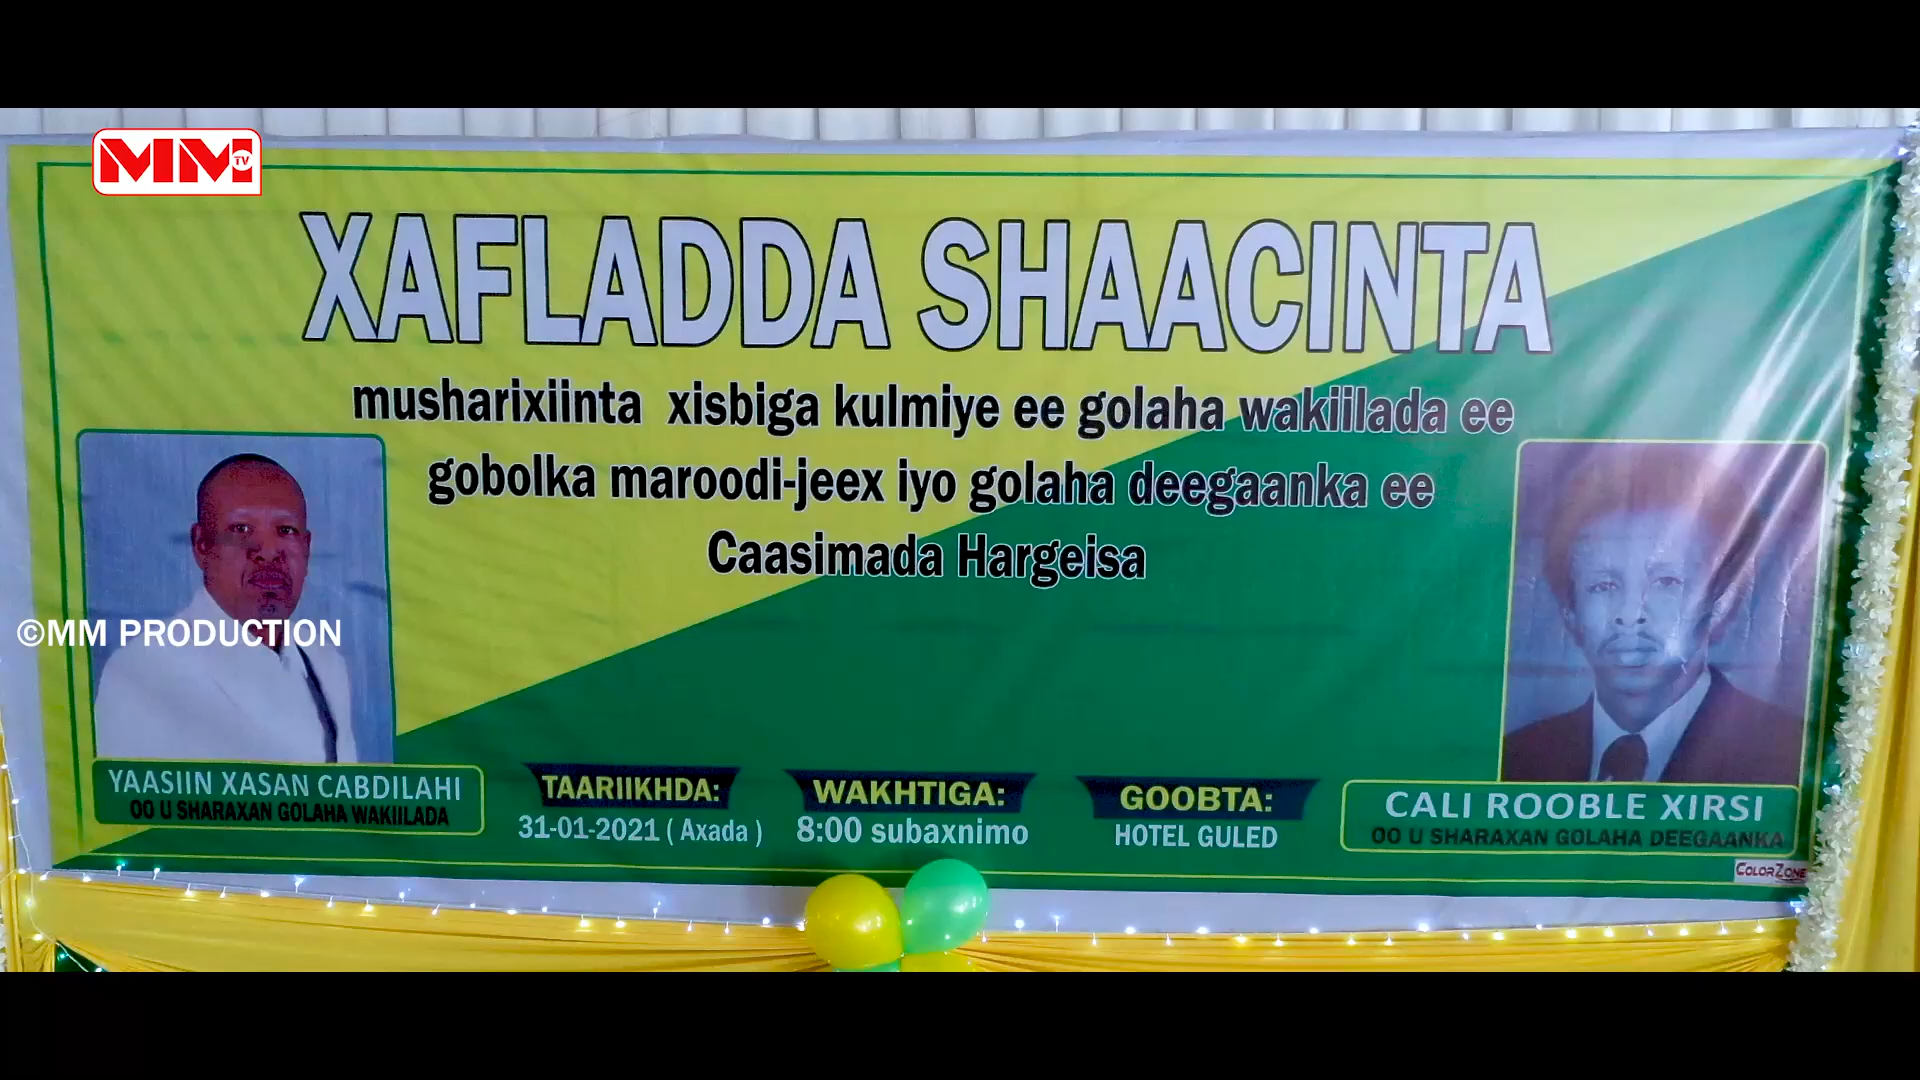 MM TV
XAFLADDA SHAACINTA
musharixiinta xisbiga kulmiye ee golaha wakiilada ee
gobolka maroodi-jeex iyo golaha deegaanka ee
Caasimada Hargeisa
©MM PRODUCTION
YAASIIN XASAN CABDILAHI
OO U SHARAXAN GOLAHA WAKIILADA
TAARIIKHDA:
31-01-2021 ( Axada )
WAKHTIGA:
8:00 subaxnimo
GOOBTA:
HOTEL GULED
CALI ROOBLE XIRSI
OO U SHARAXAN GOLAHA DEEGAANKA
COLORZONE